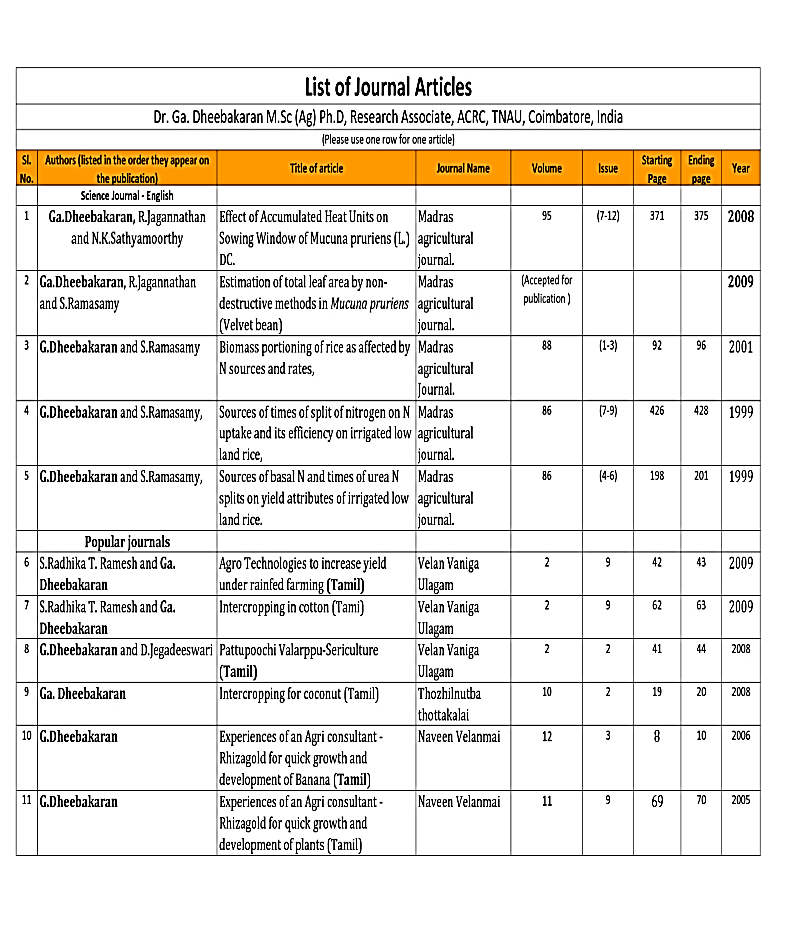 List of Journal Articles
Dr. Ga. Dheebakaran M.Sc (Ag) Ph.D, Research Associate, ACRC, TNAU, Coimbatore, India
(Please use one row for one article)
Sl. No. Authors (listed in the order they appear on the publication) Title of article Journal Name Volume Issue Starting Page Ending page Year
Science Journal - English
1 Ga.Dheebakaran, R.Jagannathan and N.K.Sathyamoorthy Effect of Accumulated Heat Units on Sowing Window of Mucuna pruriens (L.) DC. Madras agricultural journal. 95 (7-12) 371 375 2008
2 Ga.Dheebakaran, R.Jagannathan and S.Ramasamy Estimation of total leaf area by non-destructive methods in Mucuna pruriens (Velvet bean) Madras agricultural journal. (Accepted for publication ) 2009
3 G.Dheebakaran and S.Ramasamy Biomass portioning of rice as affected by N sources and rates, Madras agricultural Journal. 88 (1-3) 92 96 2001
4 G.Dheebakaran and S.Ramasamy, Sources of times of split of nitrogen on N uptake and its efficiency on irrigated low land rice, Madras agricultural journal. 86 (7-9) 426 428 1999
5 G.Dheebakaran and S.Ramasamy, Sources of basal N and times of urea N splits on yield attributes of irrigated low land rice. Madras agricultural journal. 86 (4-6) 198 201 1999
Popular journals
6 S.Radhika T. Ramesh and Ga. Dheebakaran Agro Technologies to increase yield under rainfed farming (Tamil) Velan Vaniga Ulagam 2 9 42 43 2009
7 S.Radhika T. Ramesh and Ga. Dheebakaran Intercropping in cotton (Tami) Velan Vaniga Ulagam 2 9 62 63 2009
8 G.Dheebakaran and D.Jegadeeswari Pattupoochi Valarppu-Sericulture (Tamil) Velan Vaniga Ulagam 2 2 41 44 2008
9 Ga. Dheebakaran Intercropping for coconut (Tamil) Thozhilnutba thottakalai 10 2 19 20 2008
10 G.Dheebakaran Experiences of an Agri consultant - Rhizagold for quick growth and development of Banana (Tamil) Naveen Velanmai 12 3 8 10 2006
11 G.Dheebakaran Experiences of an Agri consultant - Rhizagold for quick growth and development of plants (Tamil) Naveen Velanmai 11 9 69 70 2005